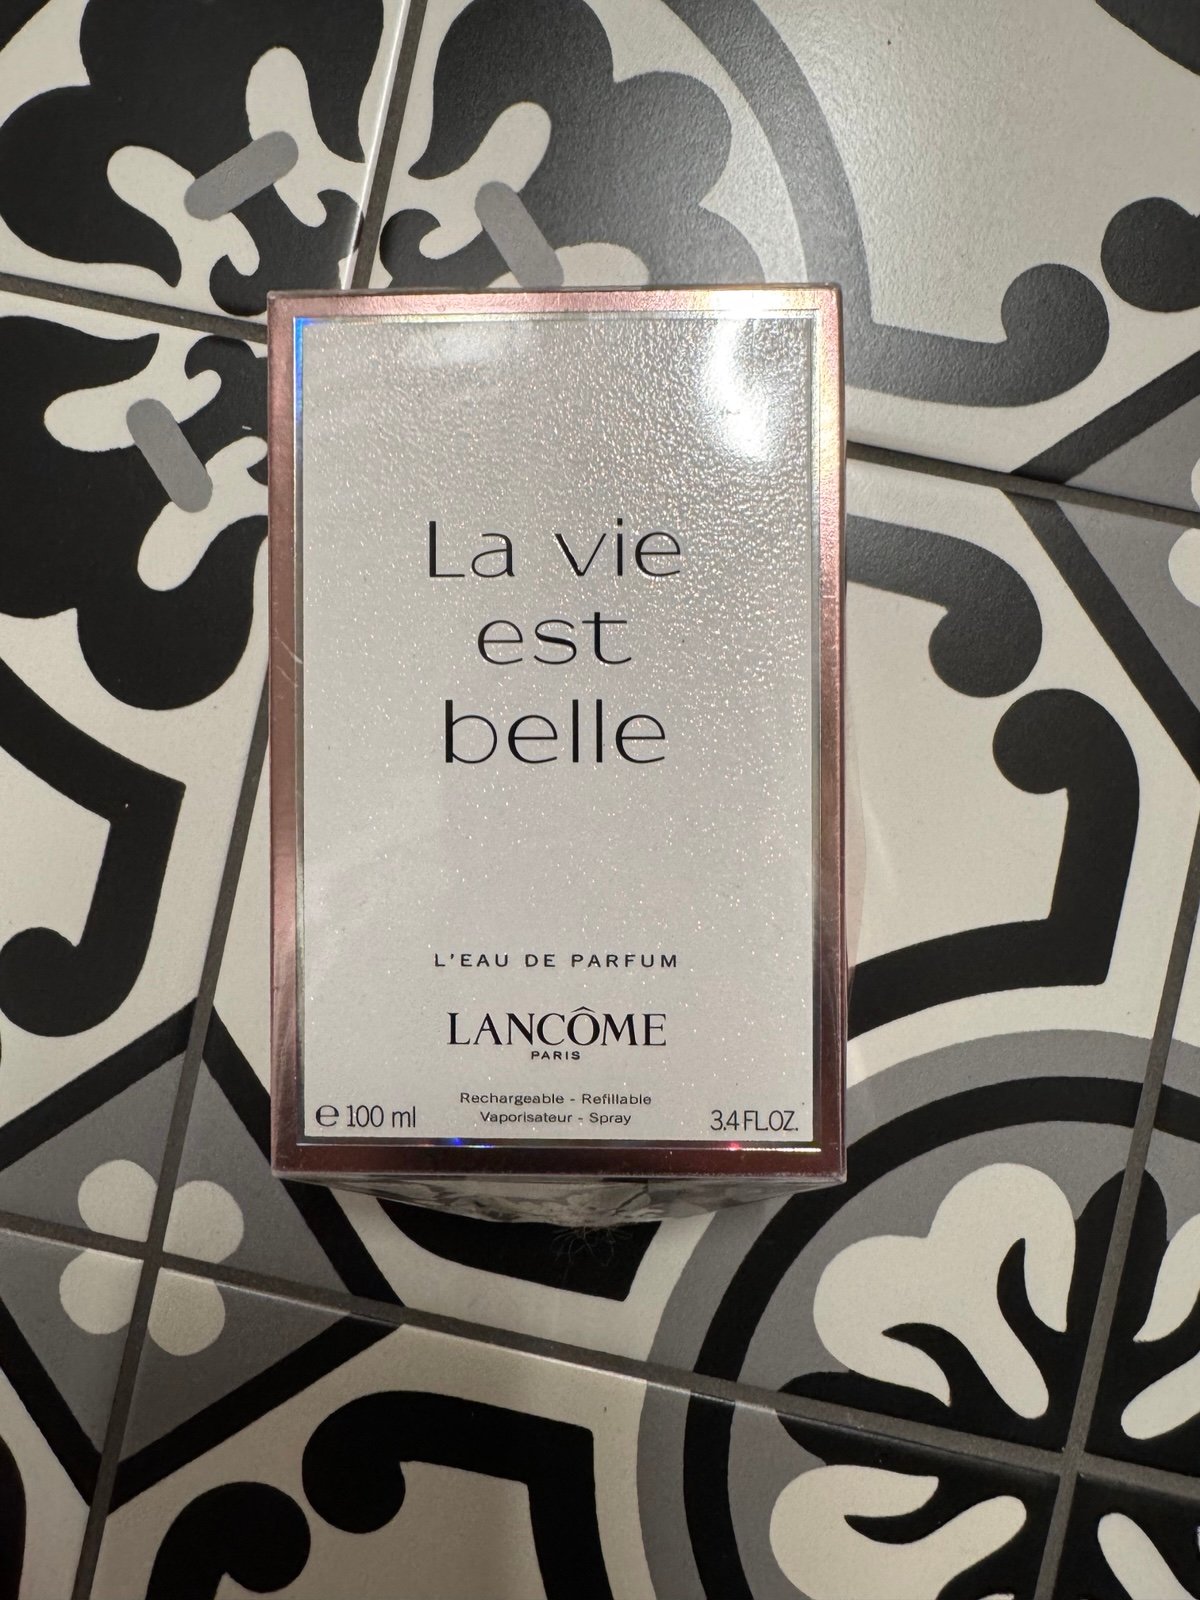 La vie
est
belle
L'EAU DE PARFUM
LANCÔME
PARIS
Rechargeable - Refillable
℮ 100 ml Vaporisateur - Spray 3.4 FL.OZ.